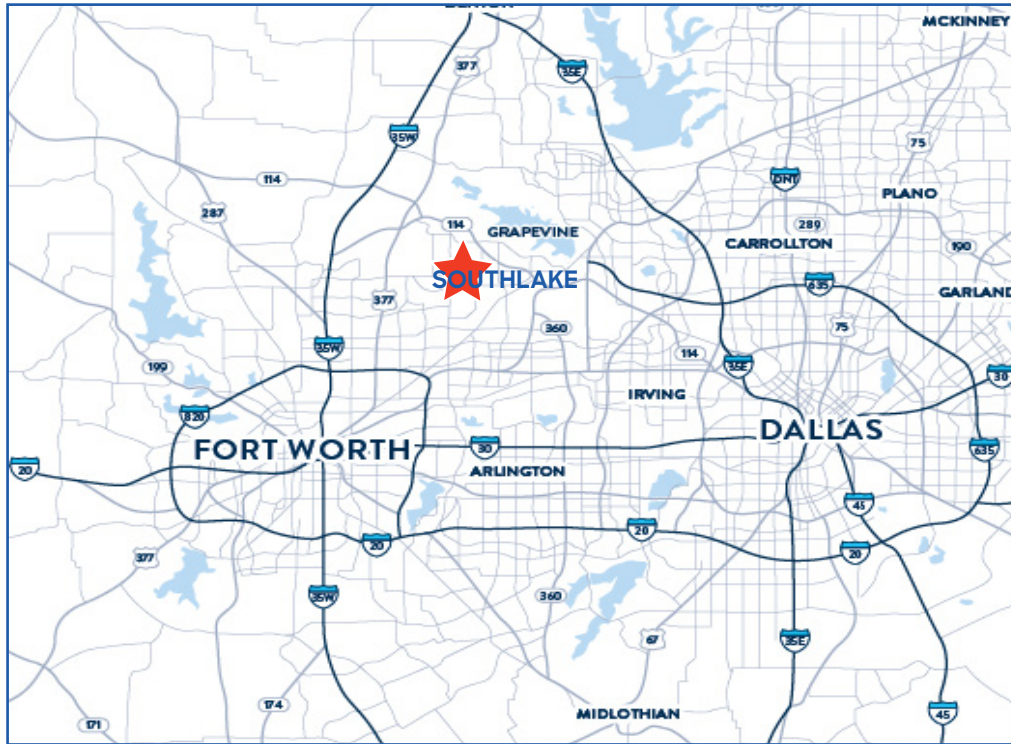 MCKINNEY
377
35E
35W
75
114
DNT
PLANO
287
114
GRAPEVINE
289
CARROLLTON
190
SOUTHLAKE
635
GARLAND
377
360
75
35W
114
199
35E
30
IRVING
820
DALLAS
FORT WORTH
30
635
20
ARLINGTON
45
20
20
20
377
35W
360
67
35E
174
MIDLOTHIAN
45
171